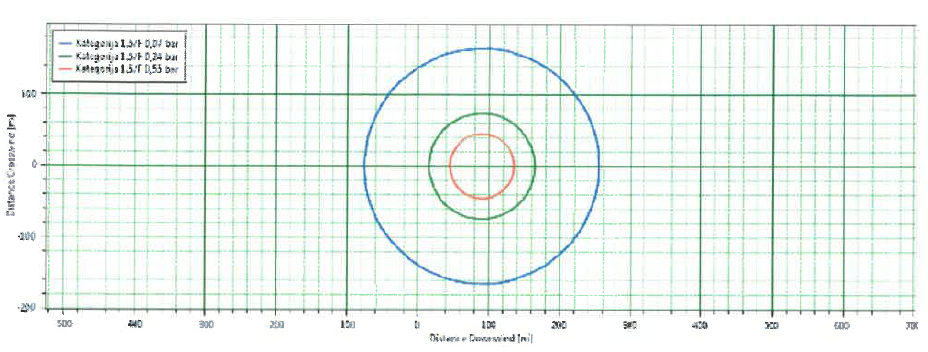 Kategorija 1,5/F 0,07 bar
Kategorija 1,5/F 0,24 bar
Kategorija 1,5/F 0,55 bar
Distance Crosswind [m]
100
0
-100
-200
500 400 300 200 100 0 100 200 300 400 500 600 700
Distance Downwind [m]